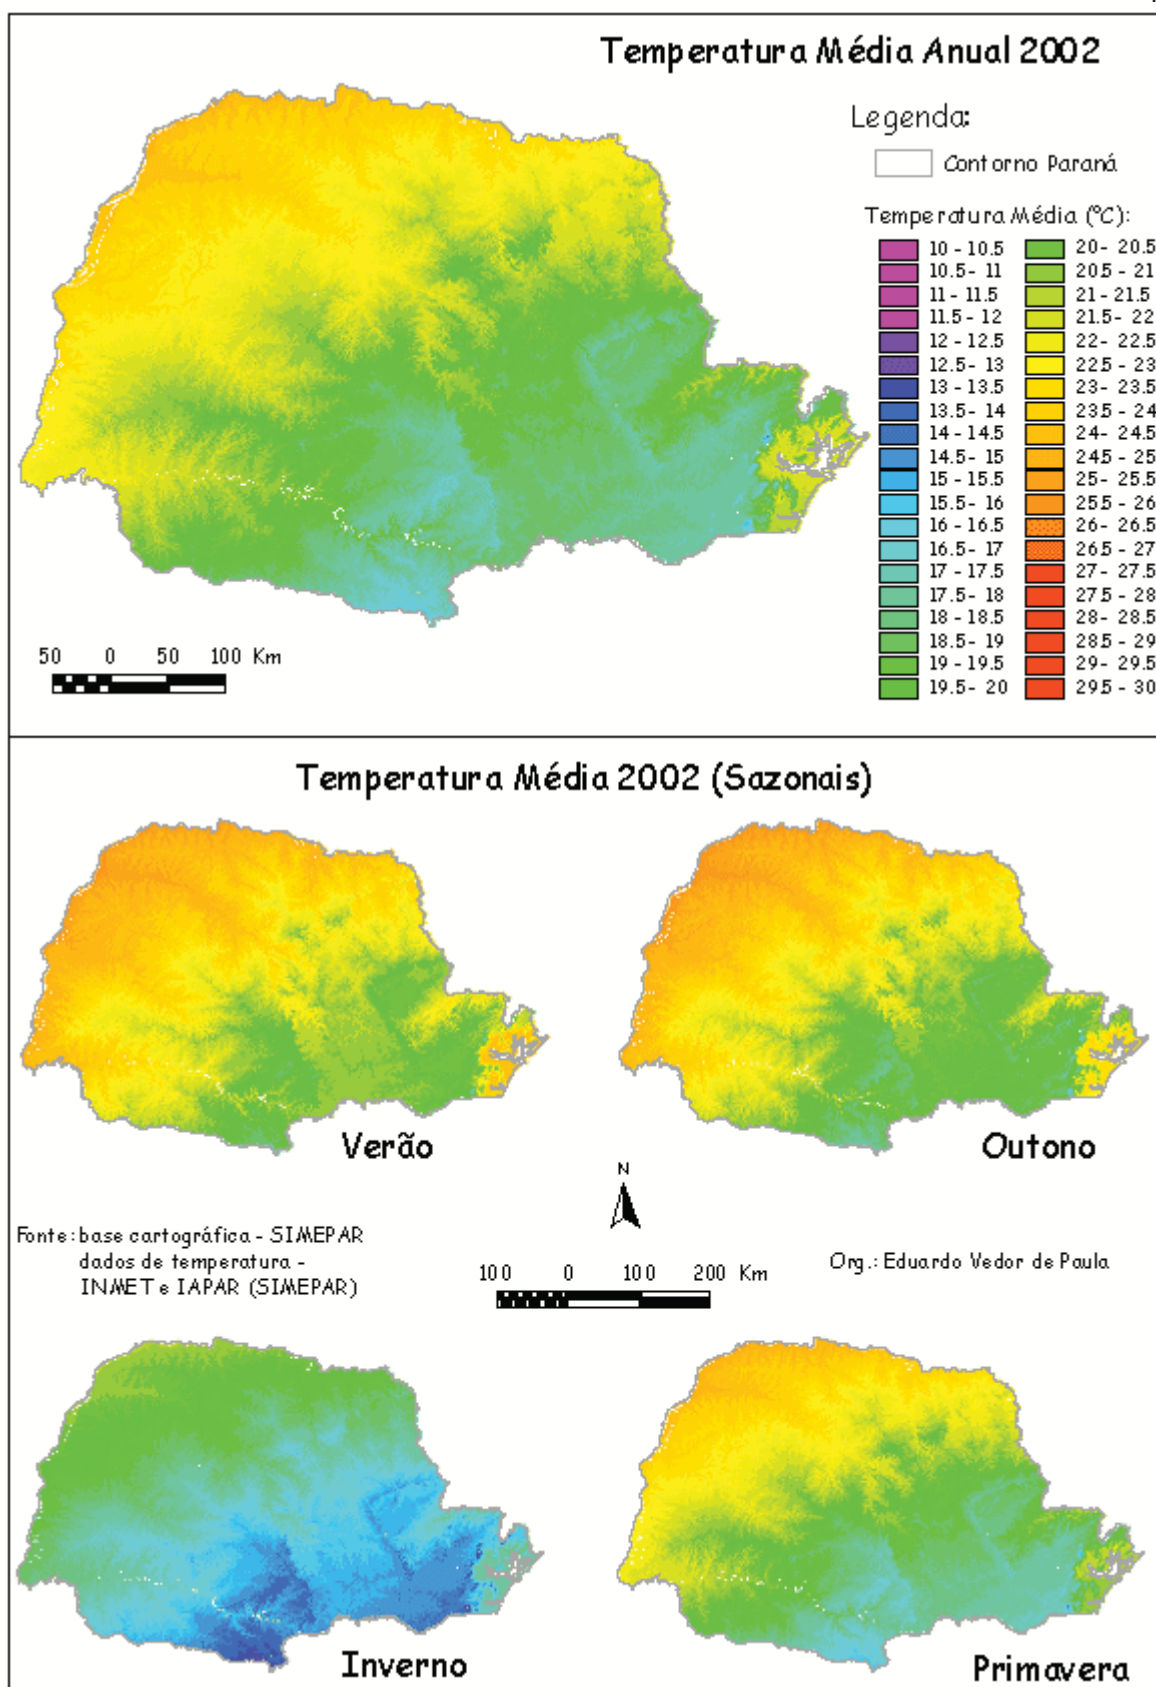 Temperatura Média Anual 2002
Legenda:
Contorno Paraná
Temperatura Média (°C):
10 - 10.5
10.5 - 11
11 - 11.5
11.5 - 12
12 - 12.5
12.5 - 13
13 - 13.5
13.5 - 14
14 - 14.5
14.5 - 15
15 - 15.5
15.5 - 16
16 - 16.5
16.5 - 17
17 - 17.5
17.5 - 18
18 - 18.5
18.5 - 19
19 - 19.5
19.5 - 20
20 - 20.5
20.5 - 21
21 - 21.5
21.5 - 22
22 - 22.5
22.5 - 23
23 - 23.5
23.5 - 24
24 - 24.5
24.5 - 25
25 - 25.5
25.5 - 26
26 - 26.5
26.5 - 27
27 - 27.5
27.5 - 28
28 - 28.5
28.5 - 29
29 - 29.5
29.5 - 30
50 0 50 100 Km
Temperatura Média 2002 (Sazonais)
Verão
Outono
N
Fonte: base cartográfica - SIMEPAR
dados de temperatura -
INMET e IAPAR (SIMEPAR)
100 0 100 200 Km
Org.: Eduardo Vedor de Paula
Inverno
Primavera